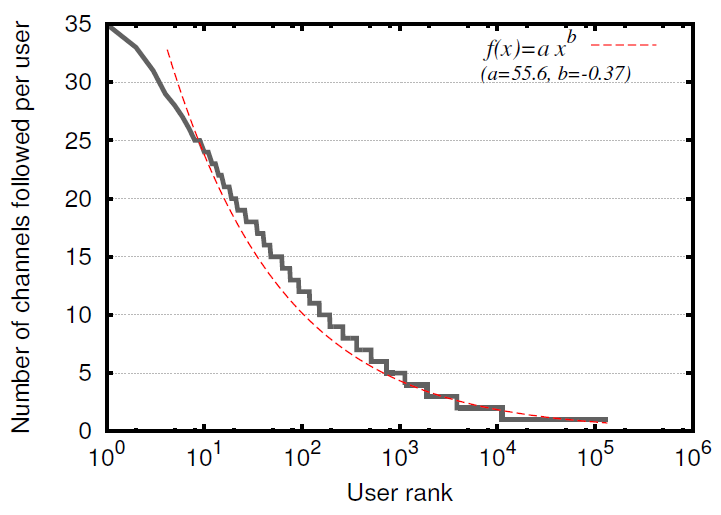 Number of channels followed per user
35
30
25
20
15
10
5
0
f(x)=a x^b
(a=55.6, b=-0.37)
10^0 10^1 10^2 10^3 10^4 10^5 10^6
User rank